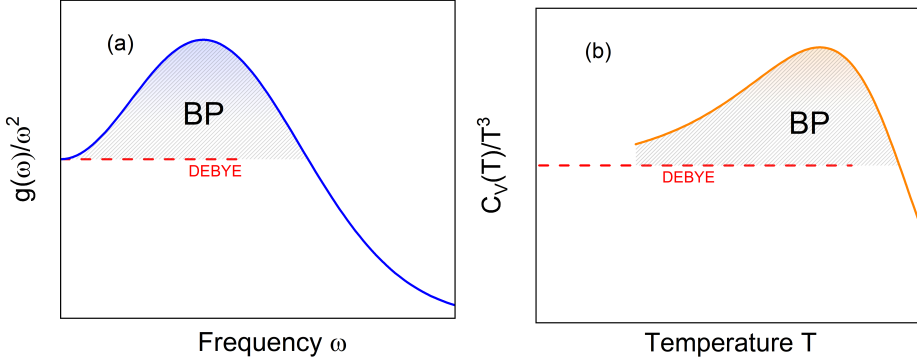 (a)
BP
DEBYE
g(ω)/ω²
Frequency ω
(b)
BP
DEBYE
C_V(T)/T³
Temperature T